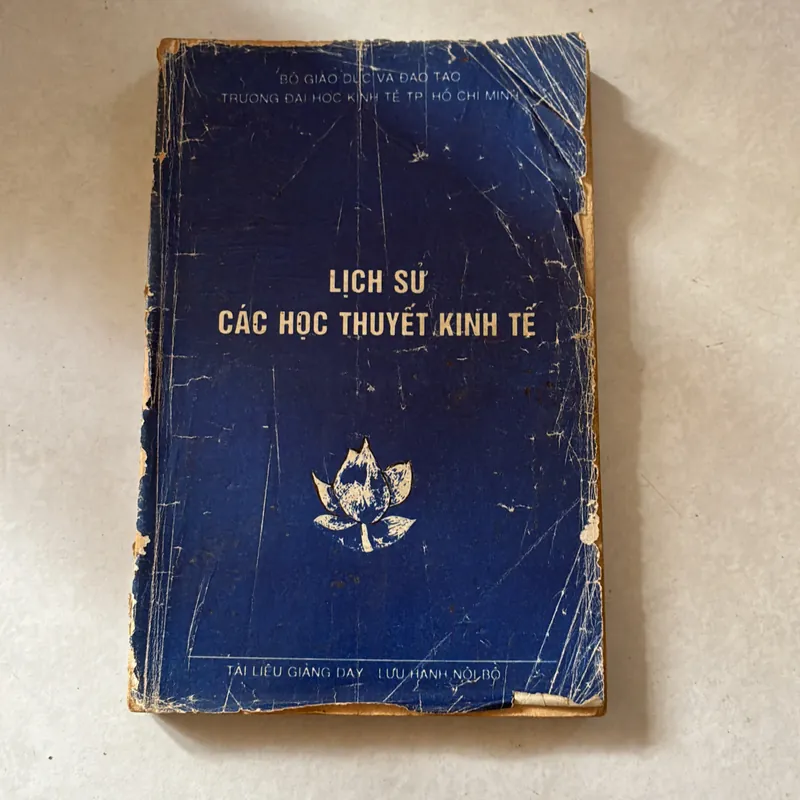 BỘ GIÁO DỤC VÀ ĐÀO TẠO
TRƯỜNG ĐẠI HỌC KINH TẾ TP. HỒ CHÍ MINH
LỊCH SỬ
CÁC HỌC THUYẾT KINH TẾ
TÀI LIỆU GIẢNG DẠY LƯU HÀNH NỘI BỘ